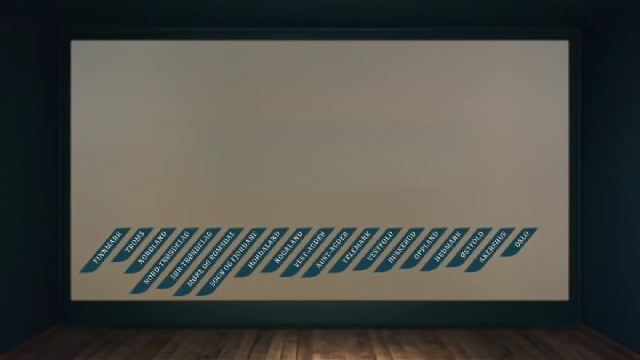 FINNMARK
TROMS
NORDLAND
NORD-TRØNDELAG
SØR-TRØNDELAG
MØRE OG ROMSDAL
SOGN OG FJORDANE
HORDALAND
ROGALAND
VEST-AGDER
AUST-AGDER
TELEMARK
VESTFOLD
BUSKERUD
OPPLAND
HEDMARK
ØSTFOLD
AKERSHUS
OSLO